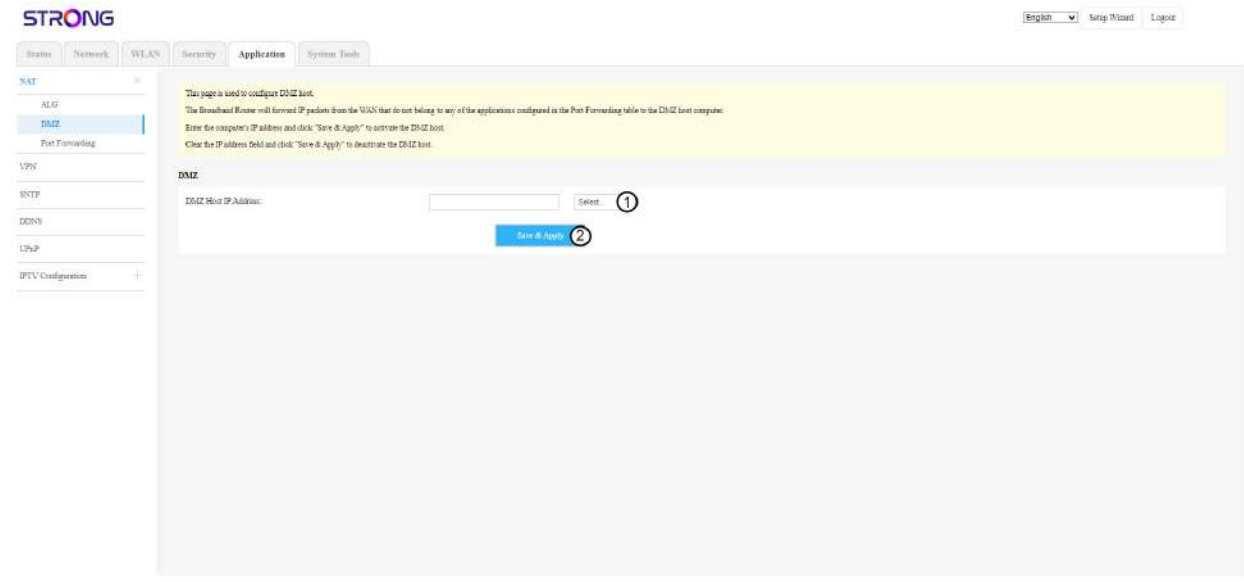 STRONG
English
Setup Wizard
Logout
Status
Network
WLAN
Security
Application
System Tools
NAT
ALG
DMZ
Port Forwarding
VPN
SNTP
DDNS
UPnP
IPTV Configuration
This page is used to configure DMZ host.
The Broadband Router will forward IP packets from the WAN that do not belong to any of the applications configured in the Port Forwarding table to the DMZ host computer.
Enter the computer's IP address and click "Save & Apply" to activate the DMZ host.
Clear the IP address field and click "Save & Apply" to deactivate the DMZ host.
DMZ
DMZ Host IP Address:
Select...
1
Save & Apply
2